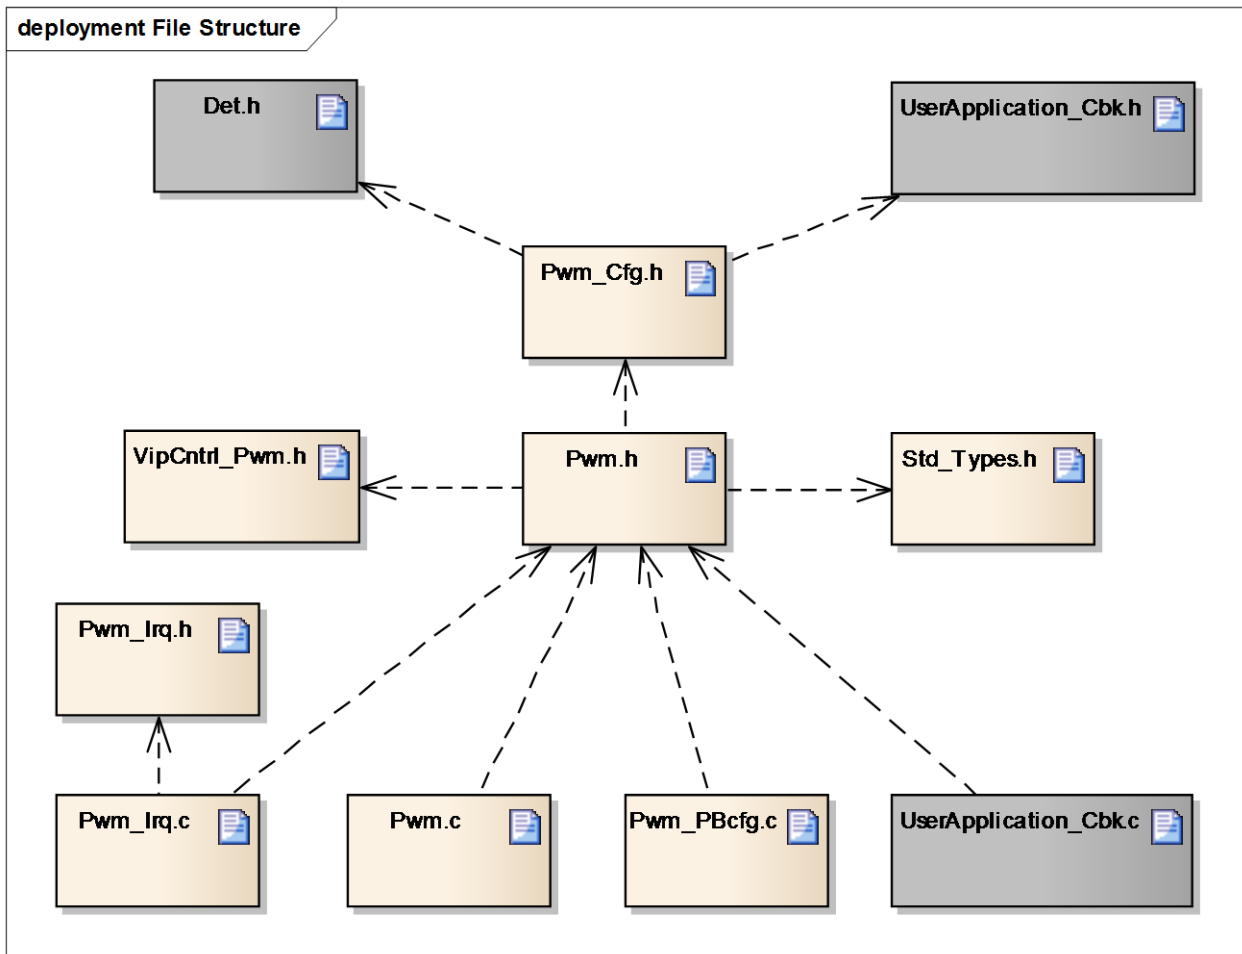 deployment File Structure
Det.h
UserApplication_Cbk.h
Pwm_Cfg.h
VipCntrl_Pwm.h
Pwm.h
Std_Types.h
Pwm_Irq.h
Pwm_Irq.c
Pwm.c
Pwm_PBcfg.c
UserApplication_Cbk.c